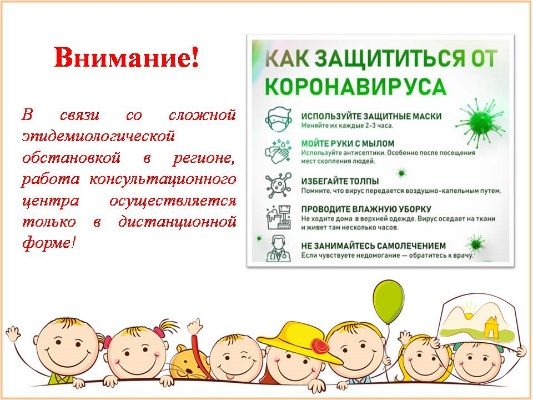 Внимание!
В связи со сложной
эпидемиологической
обстановкой в регионе,
работа консультационного
центра осуществляется
только в дистанционной
форме!
КАК ЗАЩИТИТЬСЯ ОТ
КОРОНАВИРУСА
ИСПОЛЬЗУЙТЕ ЗАЩИТНЫЕ МАСКИ
Меняйте их каждые 2–3 часа.
МОЙТЕ РУКИ С МЫЛОМ
Используйте антисептики. Особенно после посещения
мест скопления людей.
ИЗБЕГАЙТЕ ТОЛПЫ
Помните, что вирус передается воздушно-капельным путем.
ПРОВОДИТЕ ВЛАЖНУЮ УБОРКУ
Не ходите дома в верхней одежде. Вирус оседает на ткани
и живет там несколько часов.
НЕ ЗАНИМАЙТЕСЬ САМОЛЕЧЕНИЕМ
Если чувствуете недомогание — обратитесь к врачу.